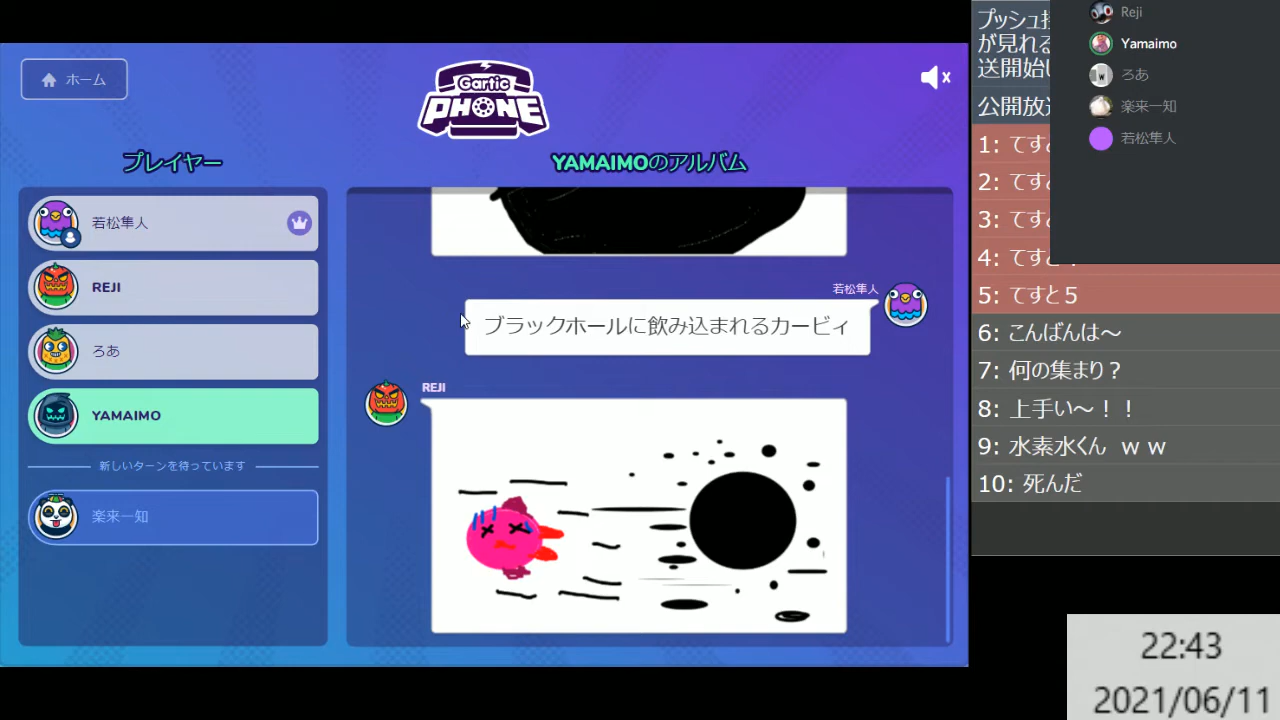 ホーム
Gartic
PHONE
プレイヤー
若松隼人
REJI
ろあ
YAMAIMO
新しいターンを待っています
楽来一知
YAMAIMOのアルバム
若松隼人
ブラックホールに飲み込まれるカービィ
REJI
Reji
Yamaimo
ろあ
楽来一知
若松隼人
プッシュ
が見れる
送開始
公開放送
1: てすと
2: てす
3: てす
4: てすと
5: てすと５
6: こんばんは～
7: 何の集まり？
8: 上手い～！！
9: 水素水くん ｗｗ
10: 死んだ
22:43
2021/06/11